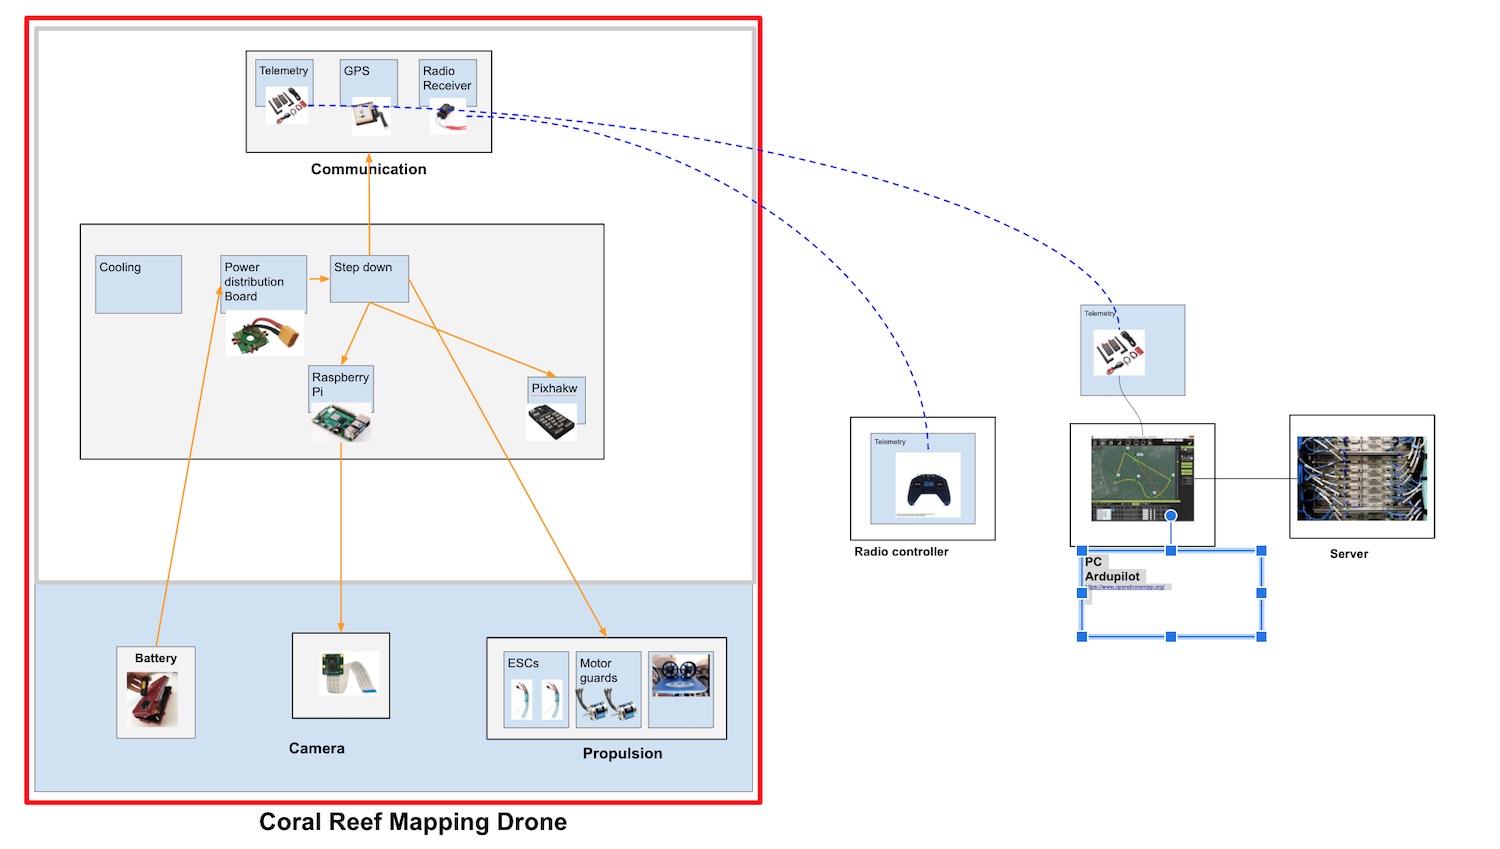 Telemetry
GPS
Radio
Receiver
Communication
Cooling
Power
distribution
Board
Step down
Raspberry
Pi
Pixhakw
Telemetry
Telemetry
Radio controller
PC
Ardupilot
https://www.opendronemap.org/
Server
Battery
Camera
ESCs
Motor
guards
Propulsion
Coral Reef Mapping Drone